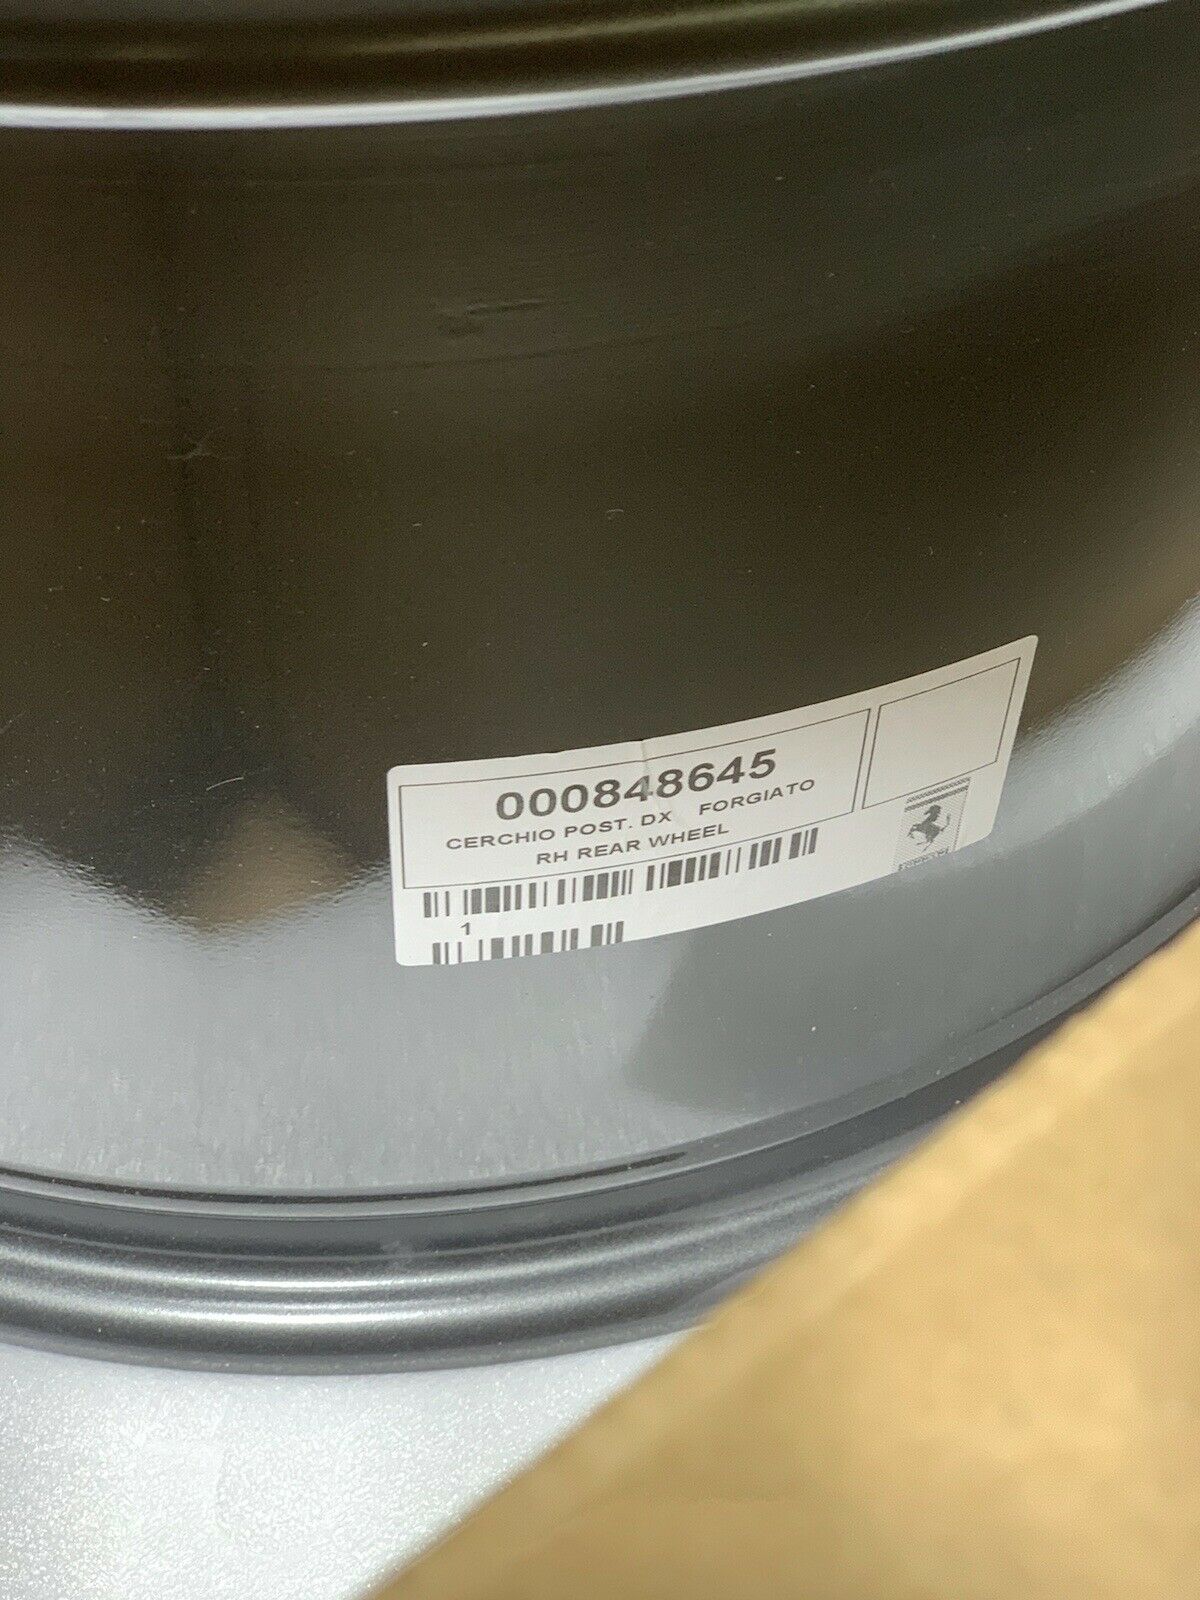 000848645
CERCHIO POST. DX FORGIATO
RH REAR WHEEL
1